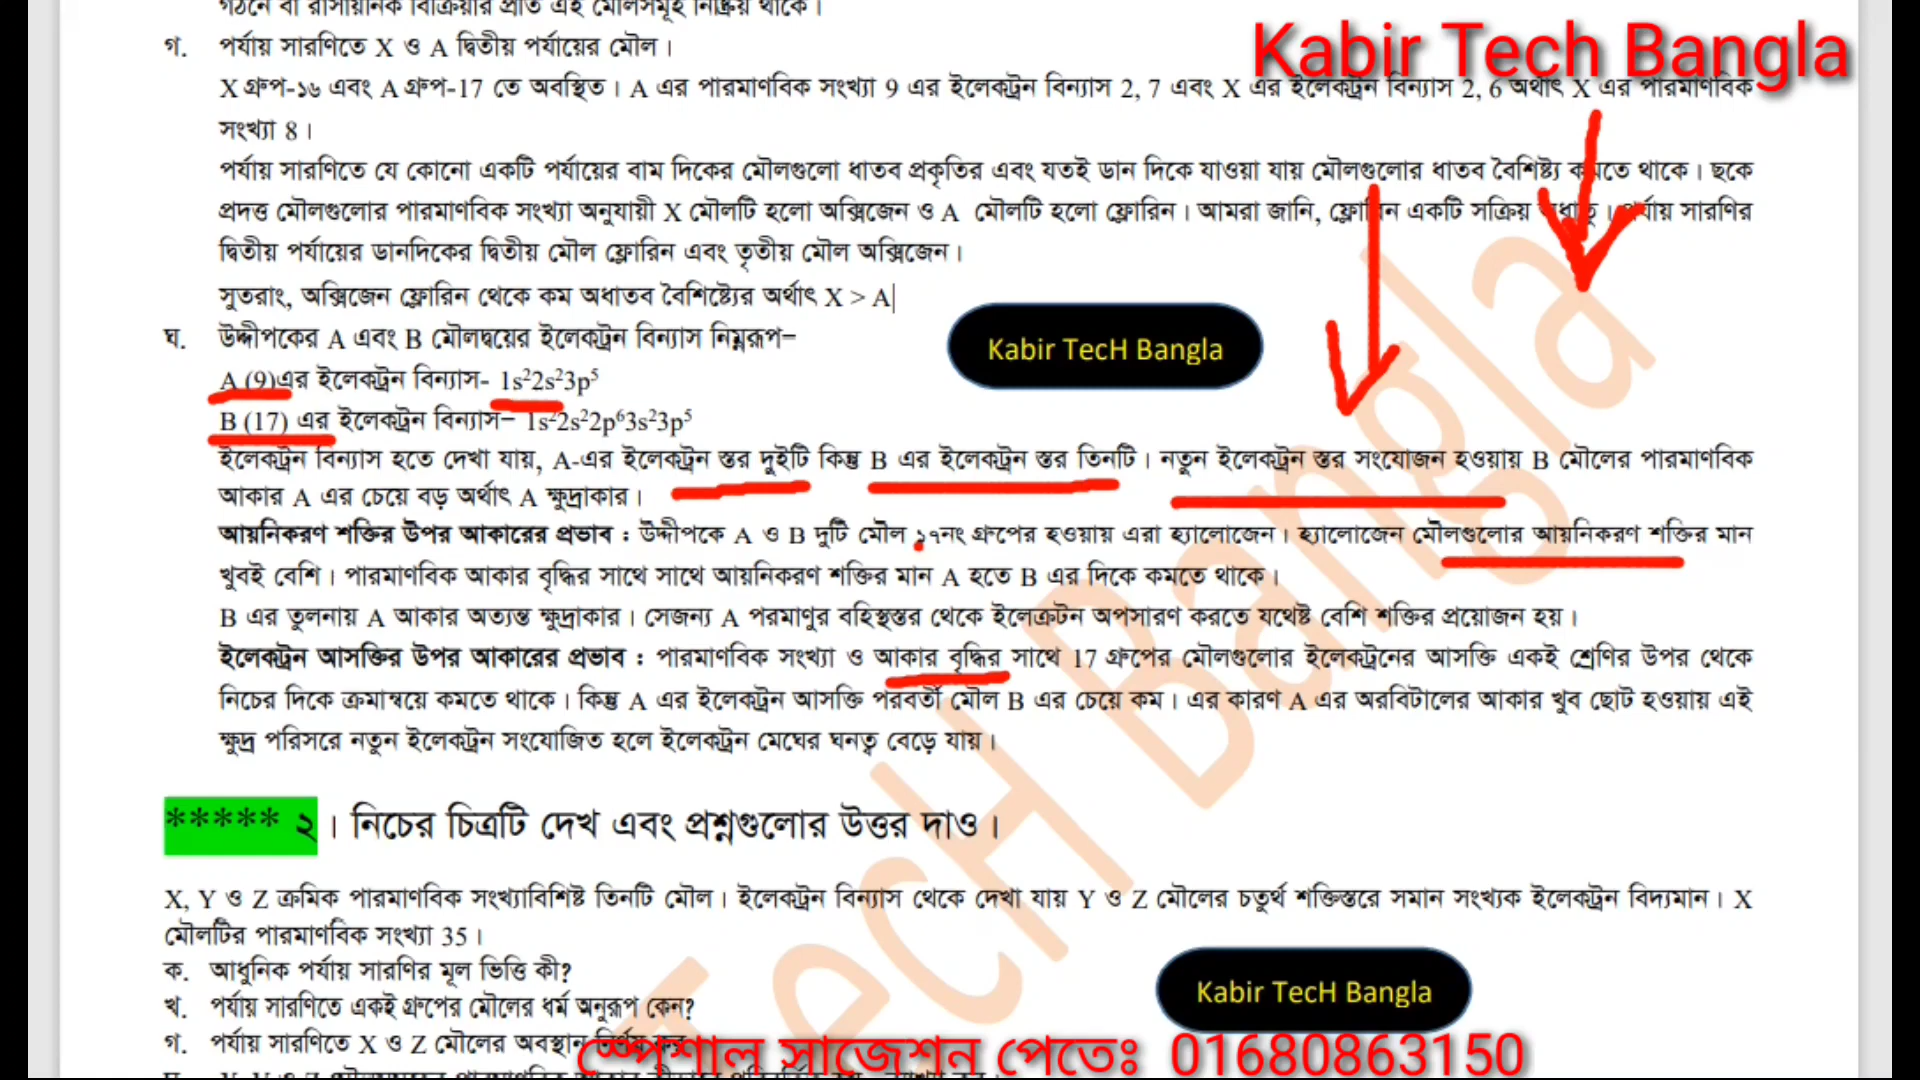 গঠনে বা রাসায়নিক বিক্রিয়ার প্রতি এই মৌলসমূহ নিষ্ক্রিয় থাকে।
Kabir Tech Bangla
গ. পর্যায় সারণিতে X ও A দ্বিতীয় পর্যায়ের মৌল।
X গ্রুপ-১৬ এবং A গ্রুপ-17 তে অবস্থিত। A এর পারমাণবিক সংখ্যা 9 এর ইলেকট্রন বিন্যাস 2, 7 এবং X এর ইলেকট্রন বিন্যাস 2, 6 অর্থাৎ X এর পারমাণবিক
সংখ্যা 8।
পর্যায় সারণিতে যে কোনো একটি পর্যায়ের বাম দিকের মৌলগুলো ধাতব প্রকৃতির এবং যতই ডান দিকে যাওয়া যায় মৌলগুলোর ধাতব বৈশিষ্ট্য কমতে থাকে। ছকে
প্রদত্ত মৌলগুলোর পারমাণবিক সংখ্যা অনুযায়ী X মৌলটি হলো অক্সিজেন ও A মৌলটি হলো ফ্লোরিন। আমরা জানি, ফ্লোরিন একটি সক্রিয় অধাতু। পর্যায় সারণির
দ্বিতীয় পর্যায়ের ডানদিকের দ্বিতীয় মৌল ফ্লোরিন এবং তৃতীয় মৌল অক্সিজেন।
সুতরাং, অক্সিজেন ফ্লোরিন থেকে কম অধাতব বৈশিষ্ট্যের অর্থাৎ X > A
ঘ. উদ্দীপকের A এবং B মৌলদ্বয়ের ইলেকট্রন বিন্যাস নিম্নরূপ–
Kabir TecH Bangla
A (9)এর ইলেকট্রন বিন্যাস- 1s²2s²3p⁵
B (17) এর ইলেকট্রন বিন্যাস– 1s²2s²2p⁶3s²3p⁵
ইলেকট্রন বিন্যাস হতে দেখা যায়, A-এর ইলেকট্রন স্তর দুইটি কিন্তু B এর ইলেকট্রন স্তর তিনটি। নতুন ইলেকট্রন স্তর সংযোজন হওয়ায় B মৌলের পারমাণবিক
আকার A এর চেয়ে বড় অর্থাৎ A ক্ষুদ্রাকার।
আয়নিকরণ শক্তির উপর আকারের প্রভাব : উদ্দীপকে A ও B দুটি মৌল ১৭নং গ্রুপের হওয়ায় এরা হ্যালোজেন। হ্যালোজেন মৌলগুলোর আয়নিকরণ শক্তির মান
খুবই বেশি। পারমাণবিক আকার বৃদ্ধির সাথে সাথে আয়নিকরণ শক্তির মান A হতে B এর দিকে কমতে থাকে।
B এর তুলনায় A আকার অত্যন্ত ক্ষুদ্রাকার। সেজন্য A পরমাণুর বহিস্থস্তর থেকে ইলেক্রটন অপসারণ করতে যথেষ্ট বেশি শক্তির প্রয়োজন হয়।
ইলেকট্রন আসক্তির উপর আকারের প্রভাব : পারমাণবিক সংখ্যা ও আকার বৃদ্ধির সাথে 17 গ্রুপের মৌলগুলোর ইলেকট্রনের আসক্তি একই শ্রেণির উপর থেকে
নিচের দিকে ক্রমান্বয়ে কমতে থাকে। কিন্তু A এর ইলেকট্রন আসক্তি পরবর্তী মৌল B এর চেয়ে কম। এর কারণ A এর অরবিটালের আকার খুব ছোট হওয়ায় এই
ক্ষুদ্র পরিসরে নতুন ইলেকট্রন সংযোজিত হলে ইলেকট্রন মেঘের ঘনত্ব বেড়ে যায়।
TecH Bangla
***** ২। নিচের চিত্রটি দেখ এবং প্রশ্নগুলোর উত্তর দাও।
X, Y ও Z ক্রমিক পারমাণবিক সংখ্যাবিশিষ্ট তিনটি মৌল। ইলেকট্রন বিন্যাস থেকে দেখা যায় Y ও Z মৌলের চতুর্থ শক্তিস্তরে সমান সংখ্যক ইলেকট্রন বিদ্যমান। X
মৌলটির পারমাণবিক সংখ্যা 35।
ক. আধুনিক পর্যায় সারণির মূল ভিত্তি কী?
Kabir TecH Bangla
খ. পর্যায় সারণিতে একই গ্রুপের মৌলের ধর্ম অনুরূপ কেন?
গ. পর্যায় সারণিতে X ও Z মৌলের অবস্থান নির্ণয় কর
স্পেশাল সাজেশন পেতেঃ 01680863150